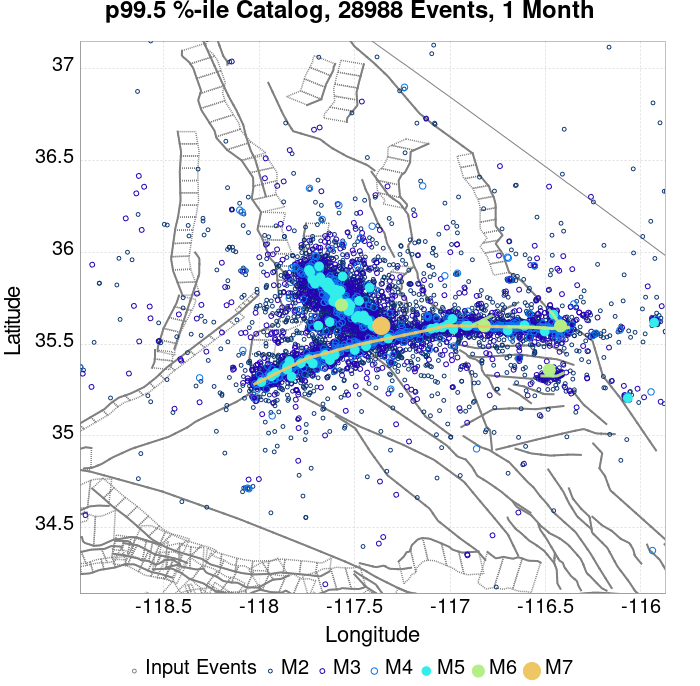 p99.5 %-ile Catalog, 28988 Events, 1 Month
Latitude
37
36.5
36
35.5
35
34.5
-118.5 -118 -117.5 -117 -116.5 -116
Longitude
Input Events M2 M3 M4 M5 M6 M7